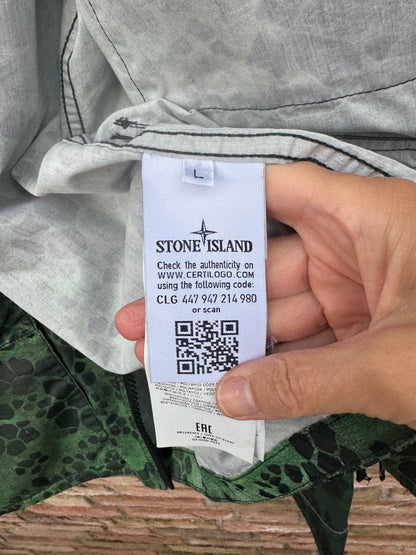 L
STONE ISLAND
Check the authenticity on
WWW.CERTILOGO.COM
using the following code:
CLG 447 947 214 980
or scan
EAC